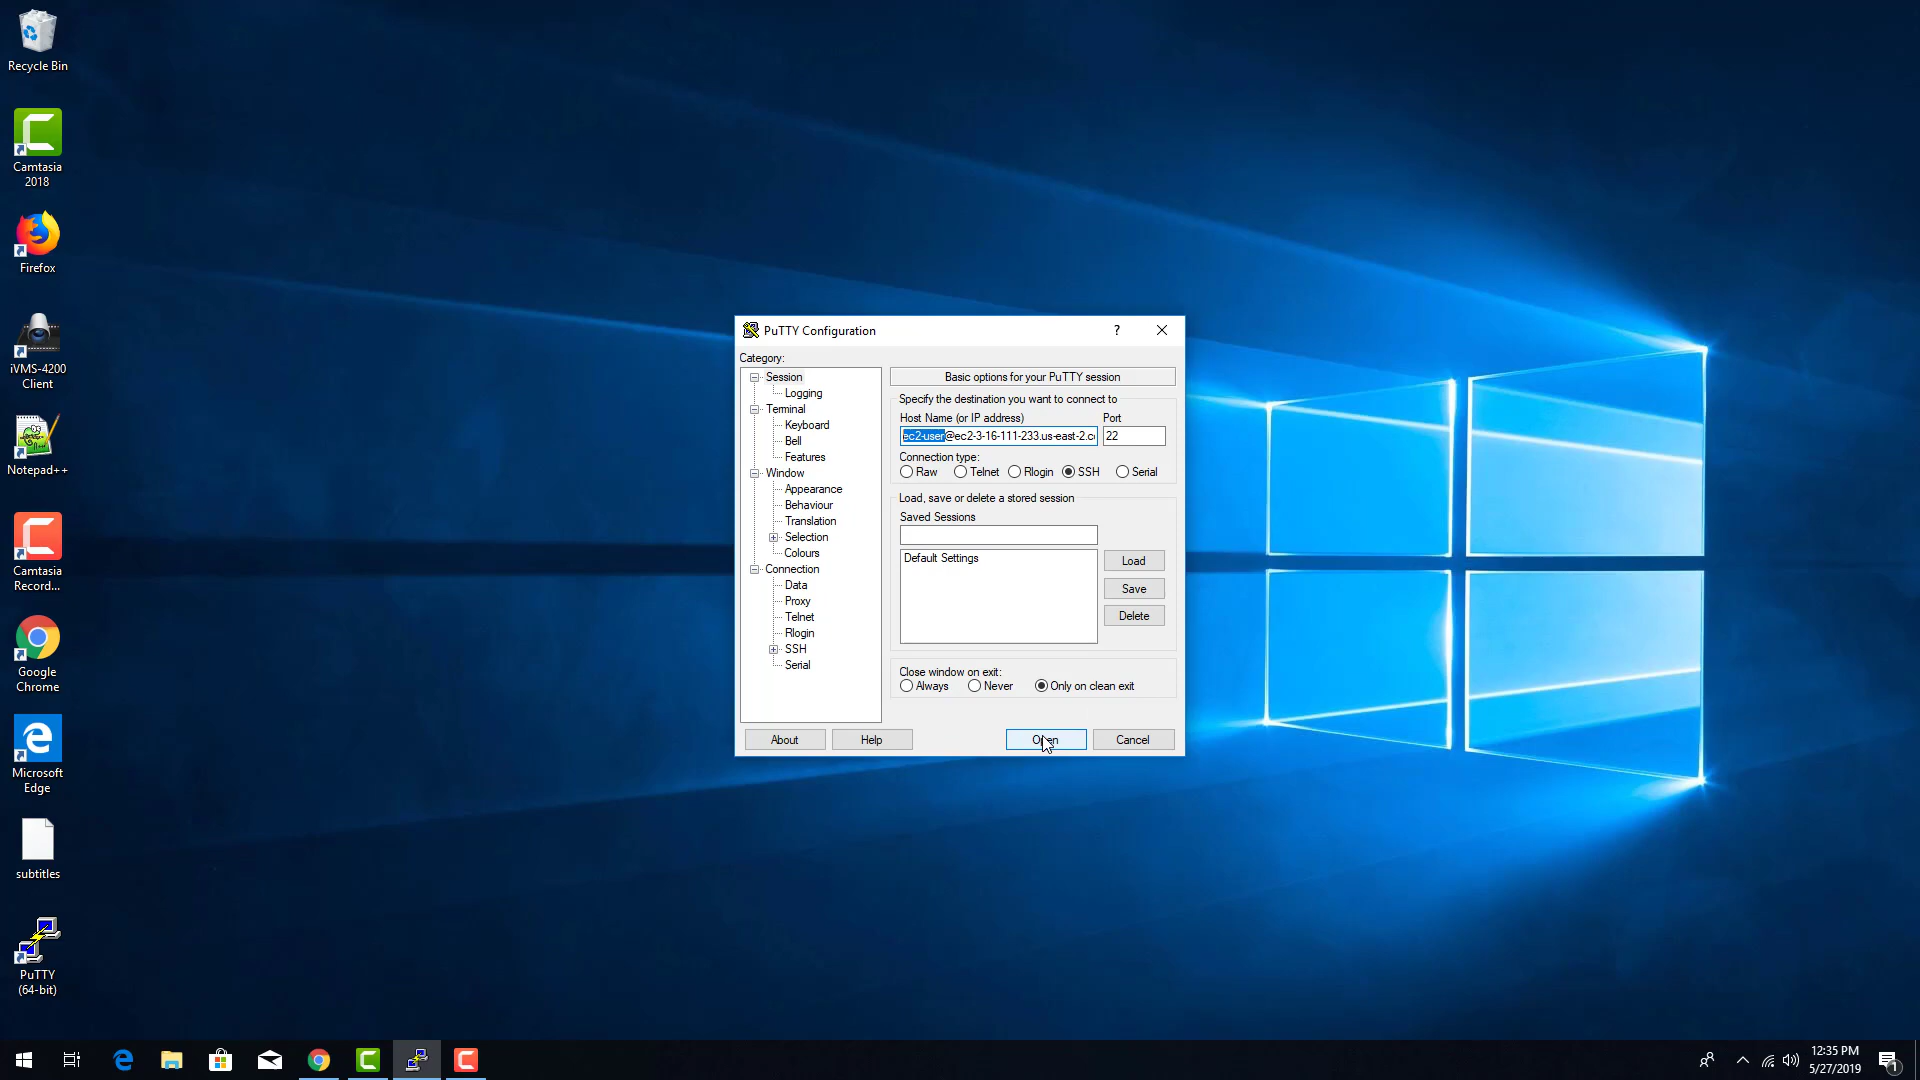 Recycle Bin
Camtasia
2018
Firefox
iVMS-4200
Client
Notepad++
Camtasia
Record...
Google
Chrome
Microsoft
Edge
subtitles
PuTTY
(64-bit)
PuTTY Configuration
?
Category:
Session
Logging
Terminal
Keyboard
Bell
Features
Window
Appearance
Behaviour
Translation
Selection
Colours
Connection
Data
Proxy
Telnet
Rlogin
SSH
Serial
Basic options for your PuTTY session
Specify the destination you want to connect to
Host Name (or IP address) Port
ec2-user@ec2-3-16-111-233.us-east-2.c 22
Connection type:
Raw Telnet Rlogin SSH Serial
Load, save or delete a stored session
Saved Sessions
Default Settings
Load
Save
Delete
Close window on exit:
Always Never Only on clean exit
About Help Open Cancel
12:35 PM
5/27/2019
1